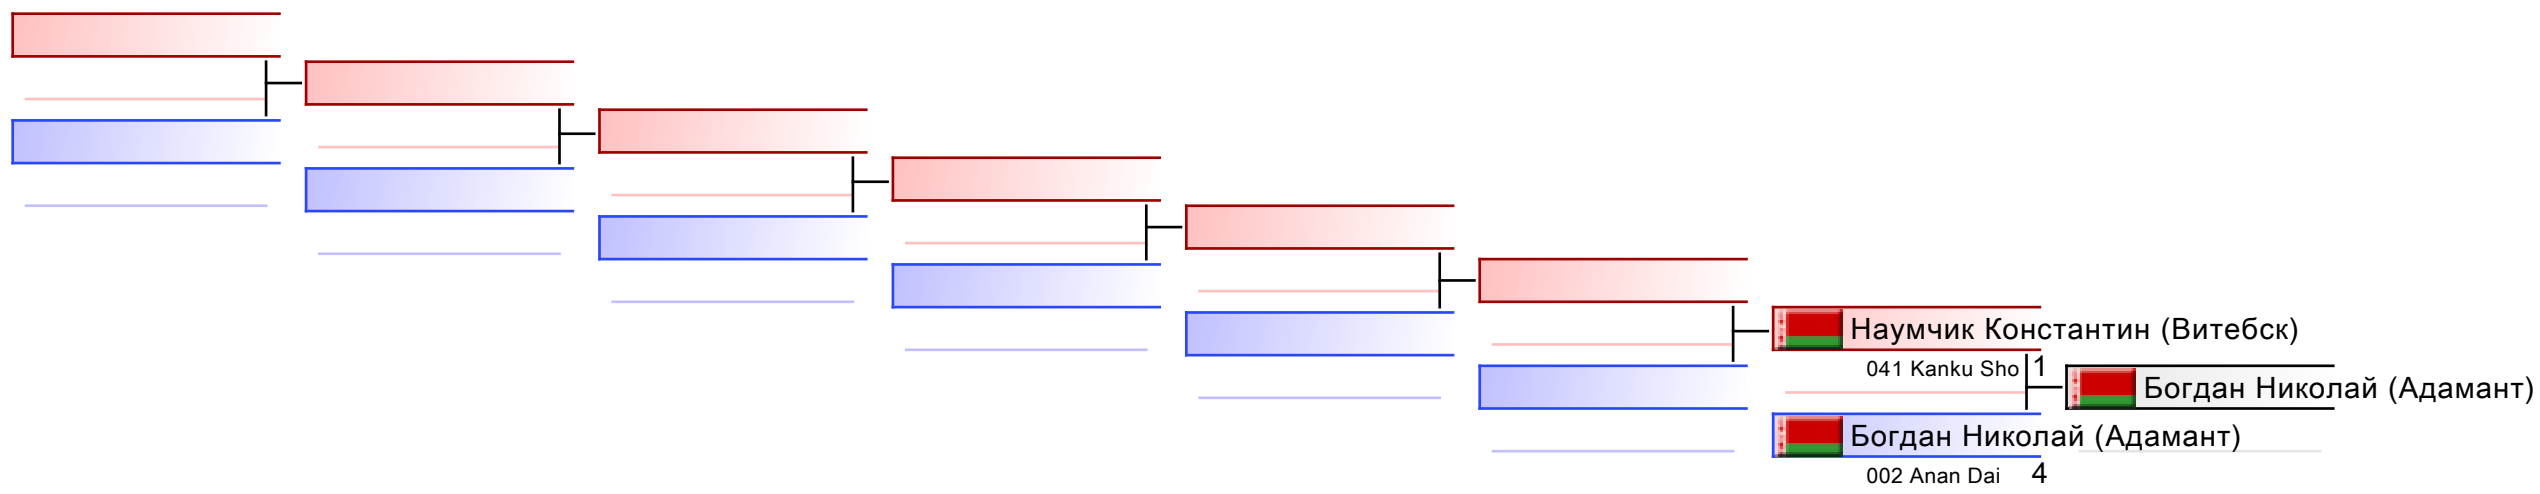 Наумчик Константин (Витебск)
041 Kanku Sho 1
Богдан Николай (Адамант)
Богдан Николай (Адамант)
002 Anan Dai 4